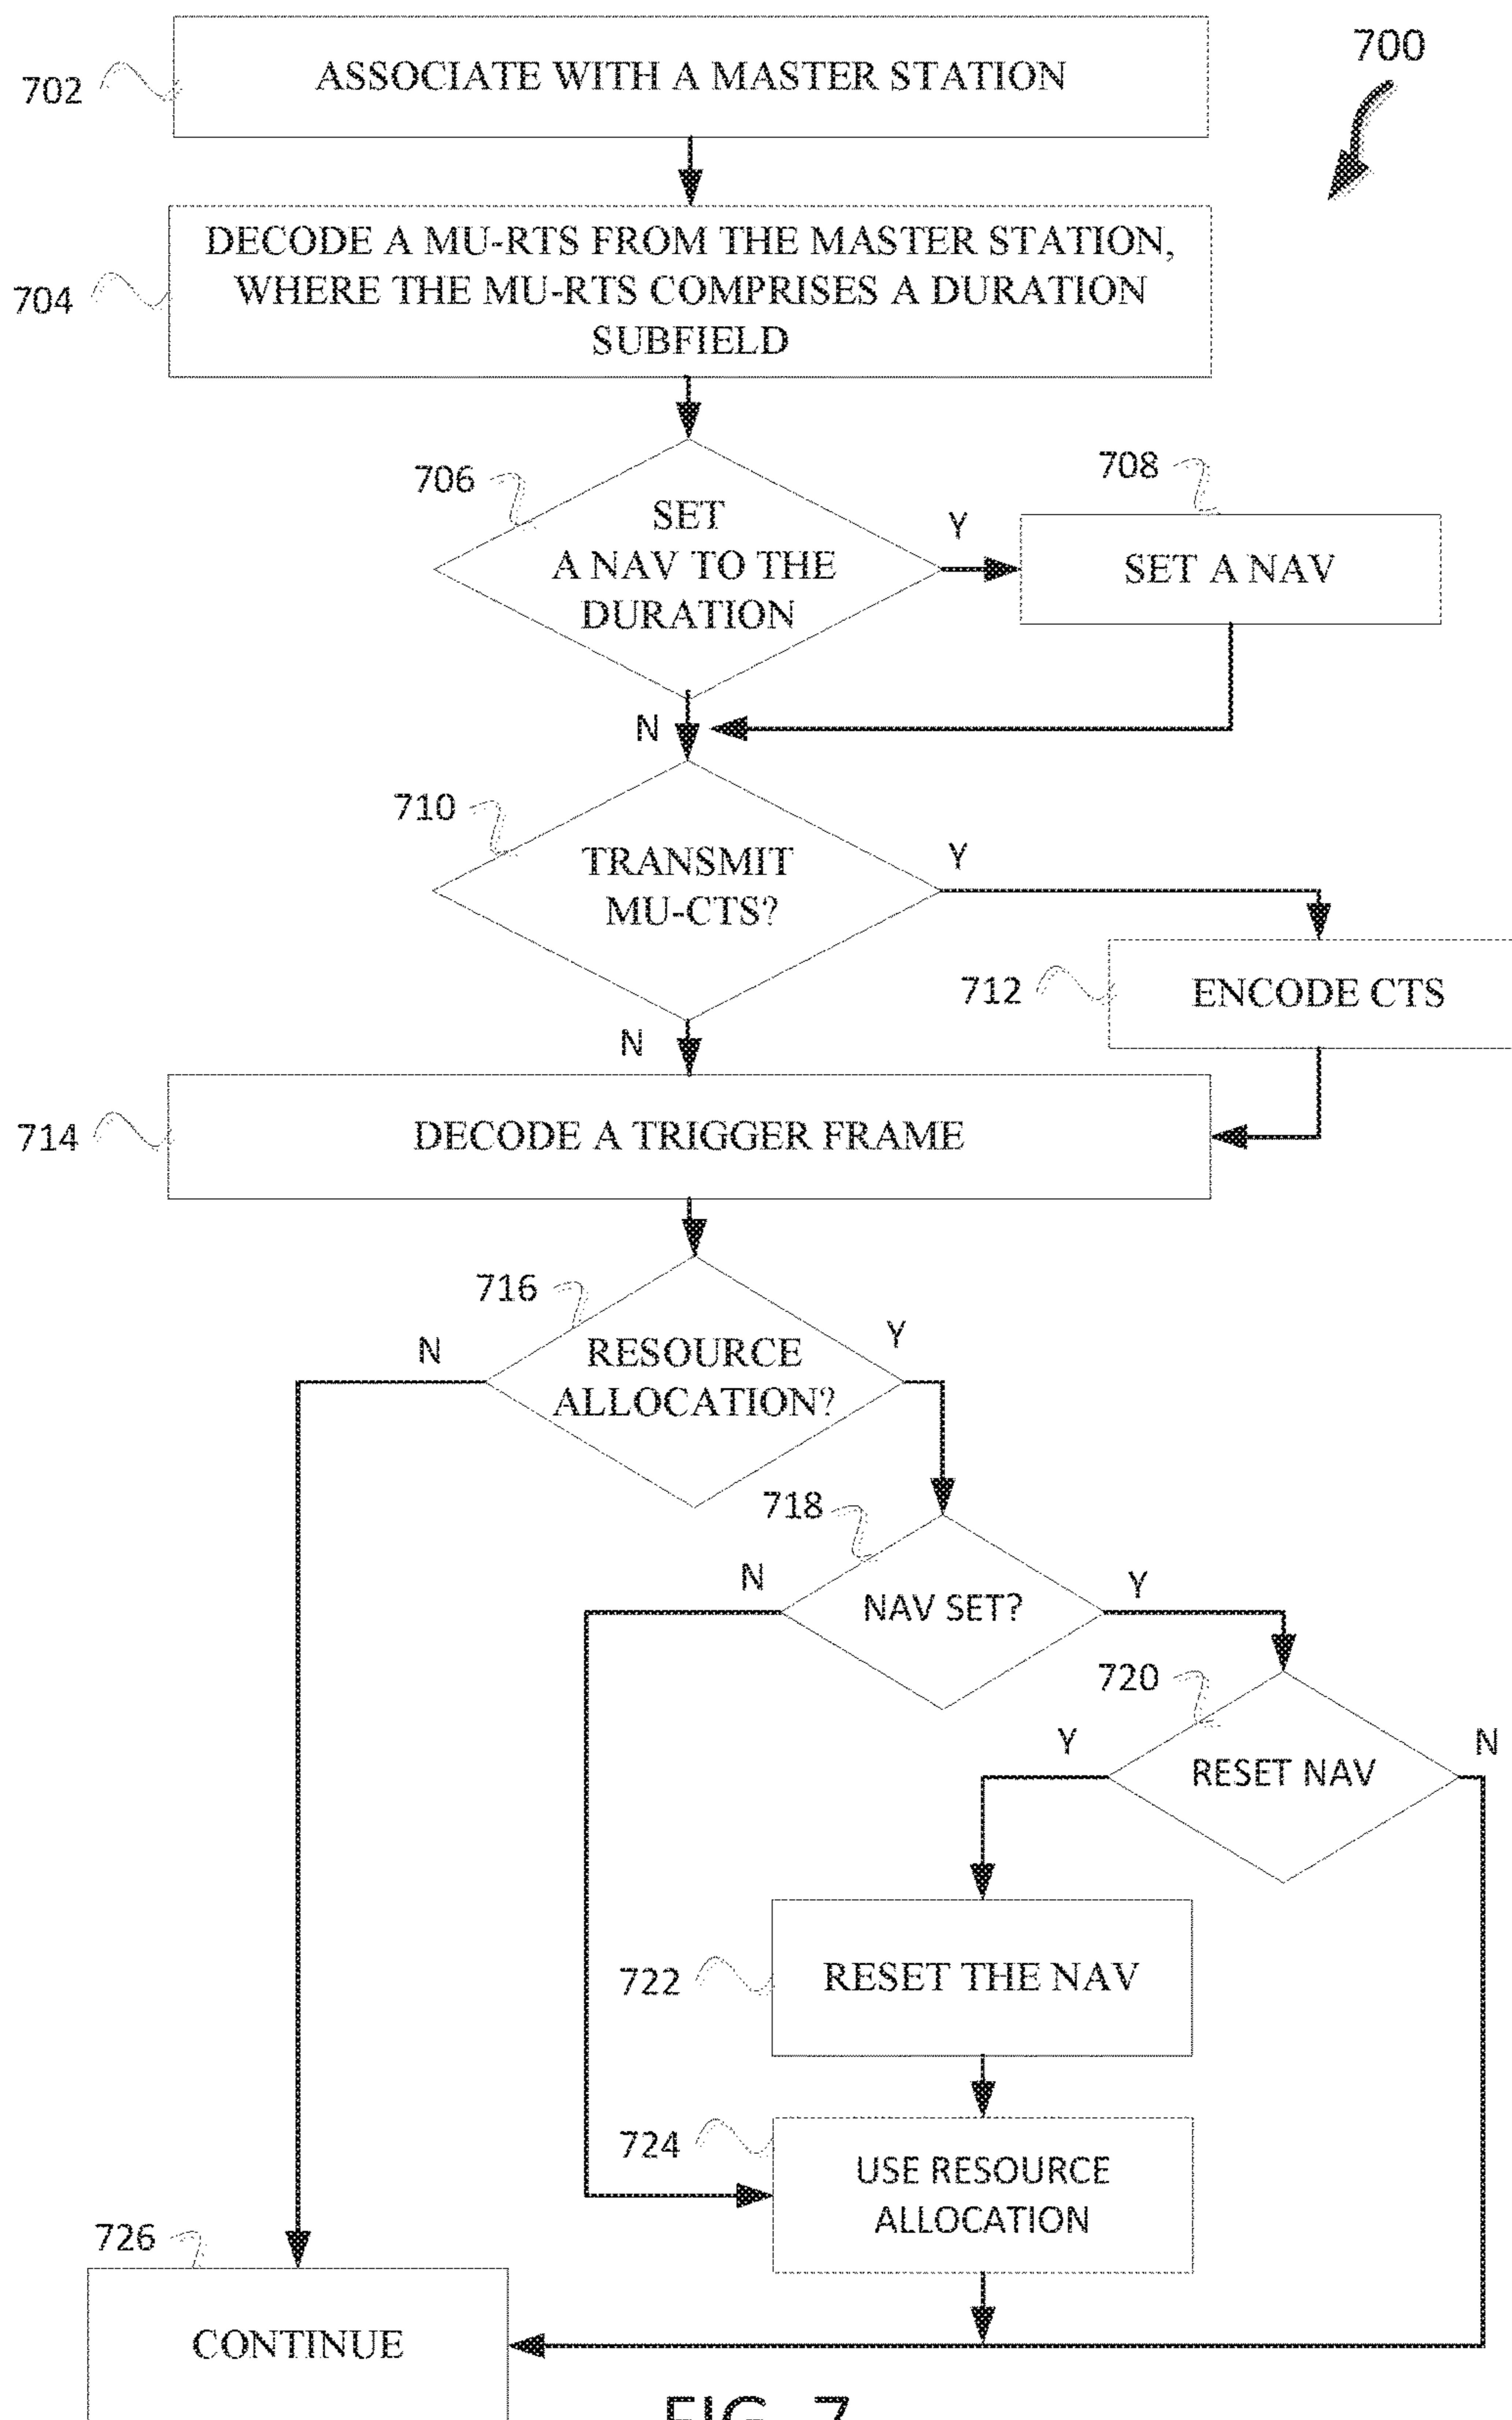 700
702
ASSOCIATE WITH A MASTER STATION
704
DECODE A MU-RTS FROM THE MASTER STATION,
WHERE THE MU-RTS COMPRISES A DURATION
SUBFIELD
706
SET
A NAV TO THE
DURATION
Y
708
SET A NAV
N
710
TRANSMIT
MU-CTS?
Y
712
ENCODE CTS
N
714
DECODE A TRIGGER FRAME
716
RESOURCE
ALLOCATION?
N
Y
718
NAV SET?
N
Y
720
RESET NAV
Y
N
722
RESET THE NAV
724
USE RESOURCE
ALLOCATION
726
CONTINUE
FIG. 7